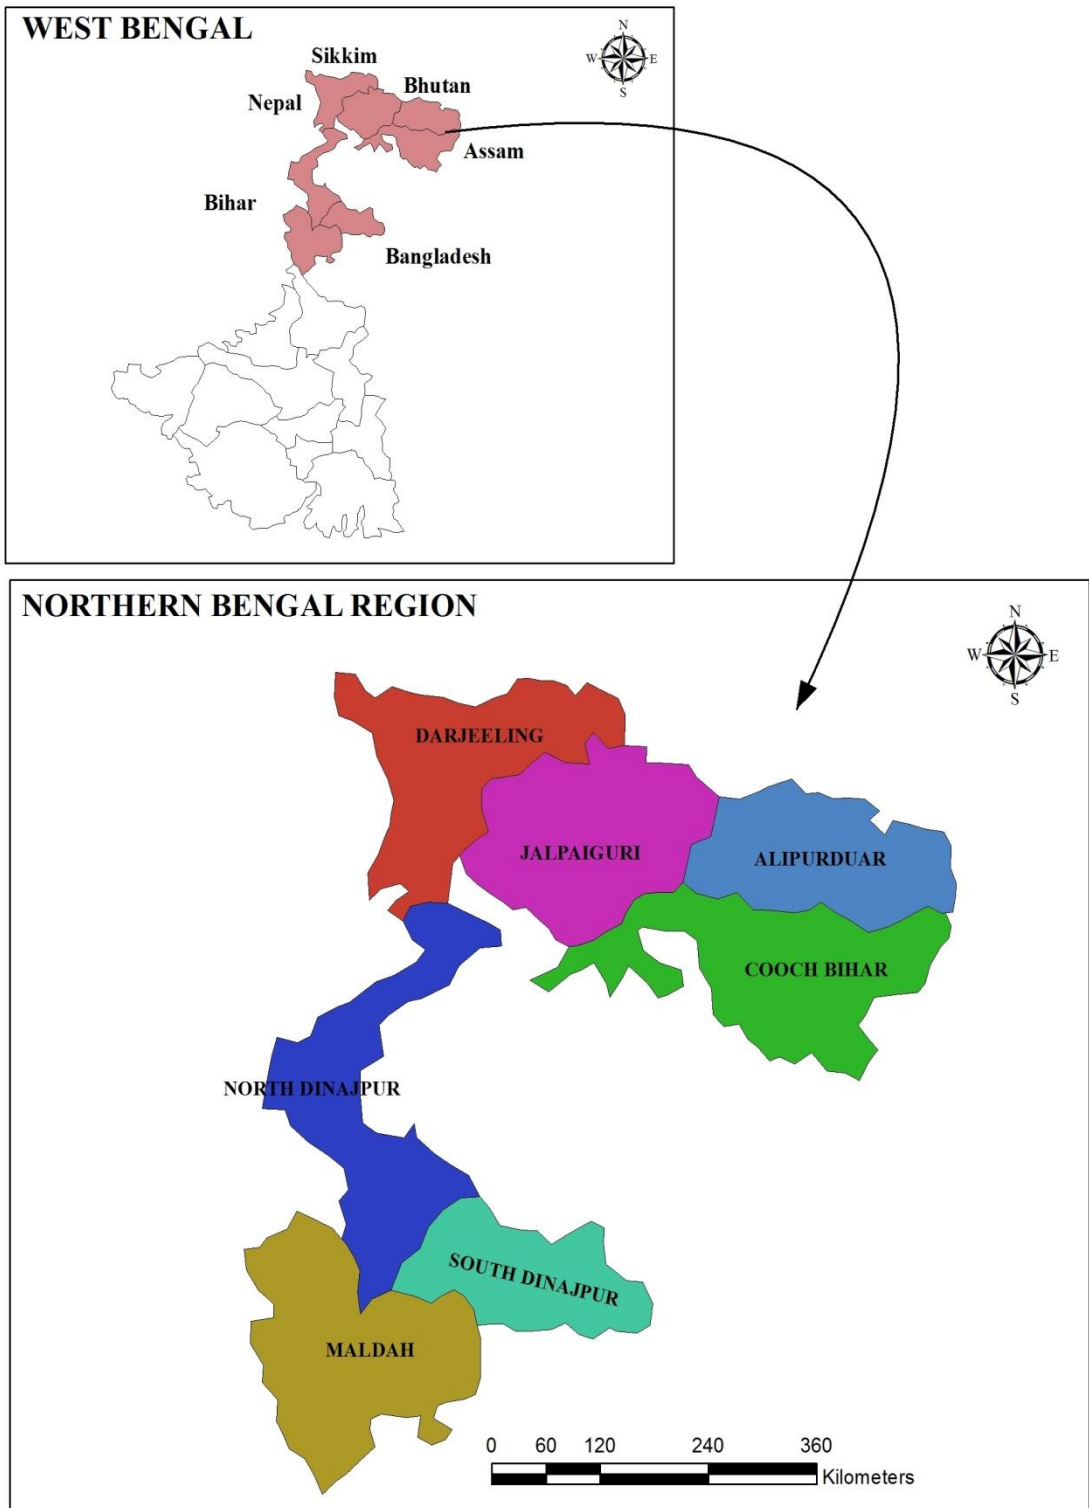 WEST BENGAL
N
W E
S
Sikkim
Bhutan
Nepal
Assam
Bihar
Bangladesh
NORTHERN BENGAL REGION
N
W E
S
DARJEELING
JALPAIGURI
ALIPURDUAR
COOCH BIHAR
NORTH DINAJPUR
SOUTH DINAJPUR
MALDAH
0 60 120 240 360
Kilometers